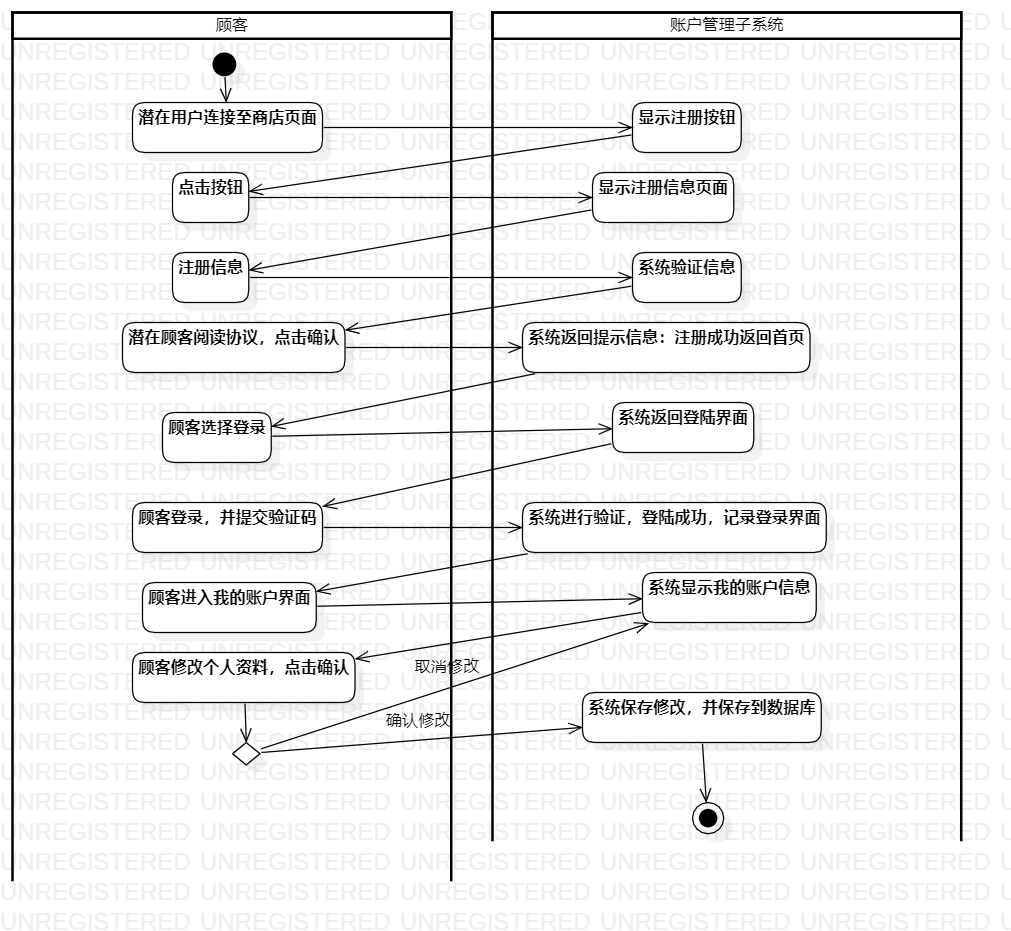 顾客
账户管理子系统
潜在用户连接至商店页面
显示注册按钮
点击按钮
显示注册信息页面
注册信息
系统验证信息
潜在顾客阅读协议，点击确认
系统返回提示信息：注册成功返回首页
顾客选择登录
系统返回登陆界面
顾客登录，并提交验证码
系统进行验证，登陆成功，记录登录界面
顾客进入我的账户界面
系统显示我的账户信息
顾客修改个人资料，点击确认
取消修改
系统保存修改，并保存到数据库
确认修改
UNREGISTERED